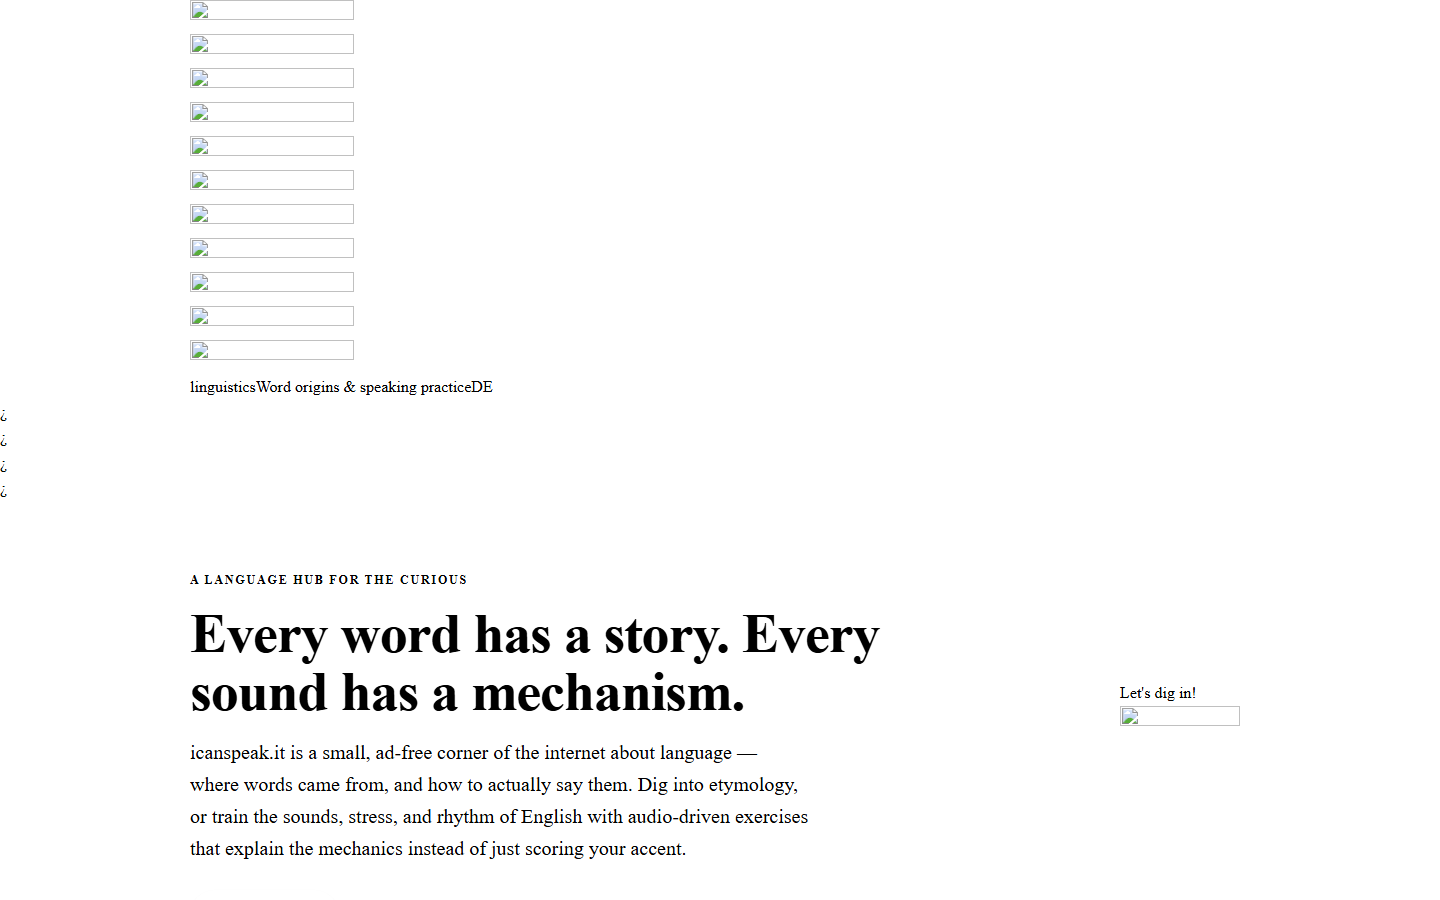 linguisticsWord origins & speaking practiceDE
¿
¿
¿
¿
A LANGUAGE HUB FOR THE CURIOUS
Every word has a story. Every
sound has a mechanism.
icanspeak.it is a small, ad-free corner of the internet about language —
where words came from, and how to actually say them. Dig into etymology,
or train the sounds, stress, and rhythm of English with audio-driven exercises
that explain the mechanics instead of just scoring your accent.
Let's dig in!